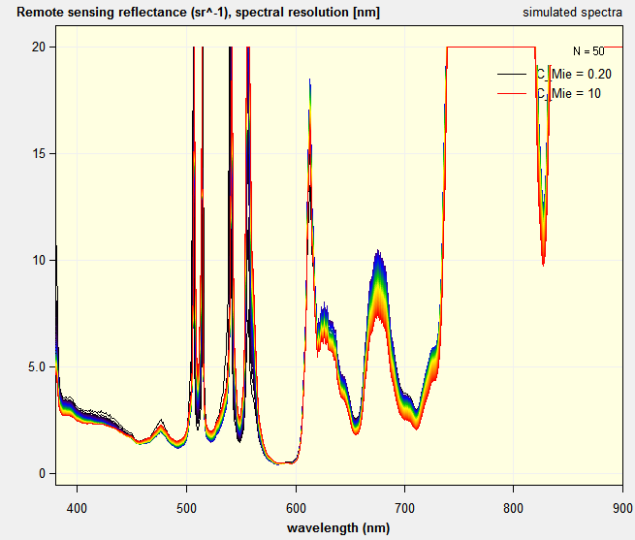 Remote sensing reflectance (sr^-1), spectral resolution [nm]
simulated spectra
N = 50
C_Mie = 0.20
C_Mie = 10
20
15
10
5.0
0
400 500 600 700 800 900
wavelength (nm)